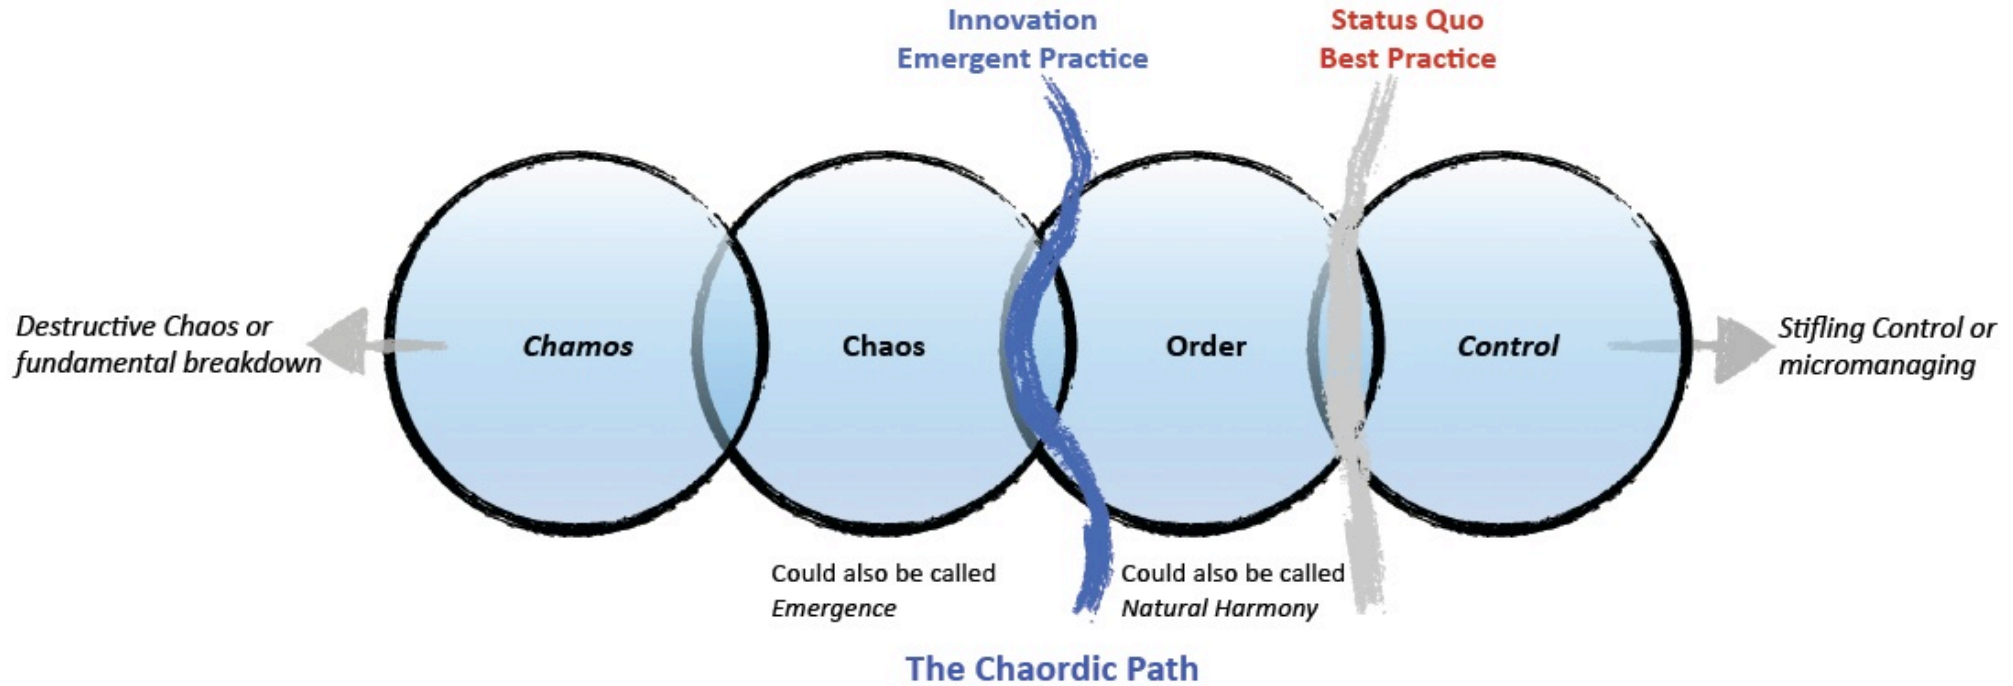 Innovation
Emergent Practice
Status Quo
Best Practice
Destructive Chaos or
fundamental breakdown
Chamos
Chaos
Order
Control
Stifling Control or
micromanaging
Could also be called
Emergence
Could also be called
Natural Harmony
The Chaordic Path